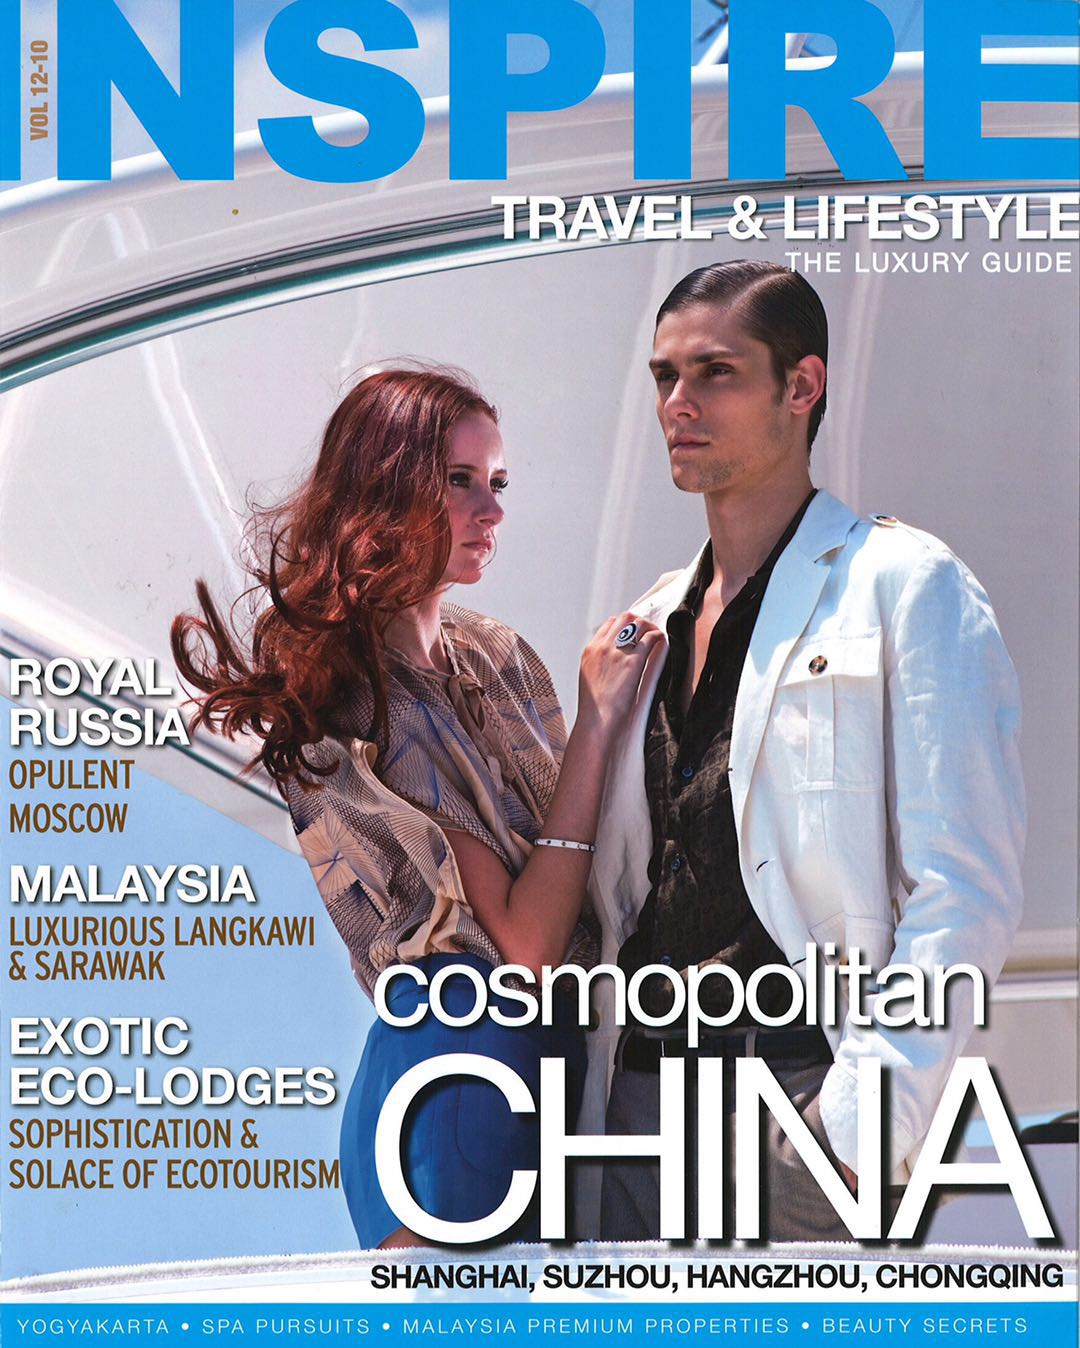 INSPIRE
VOL 12-10
TRAVEL & LIFESTYLE
THE LUXURY GUIDE
ROYAL
RUSSIA
OPULENT
MOSCOW
MALAYSIA
LUXURIOUS LANGKAWI
& SARAWAK
EXOTIC
ECO-LODGES
SOPHISTICATION &
SOLACE OF ECOTOURISM
cosmopolitan
CHINA
SHANGHAI, SUZHOU, HANGZHOU, CHONGQING
YOGYAKARTA • SPA PURSUITS • MALAYSIA PREMIUM PROPERTIES • BEAUTY SECRETS